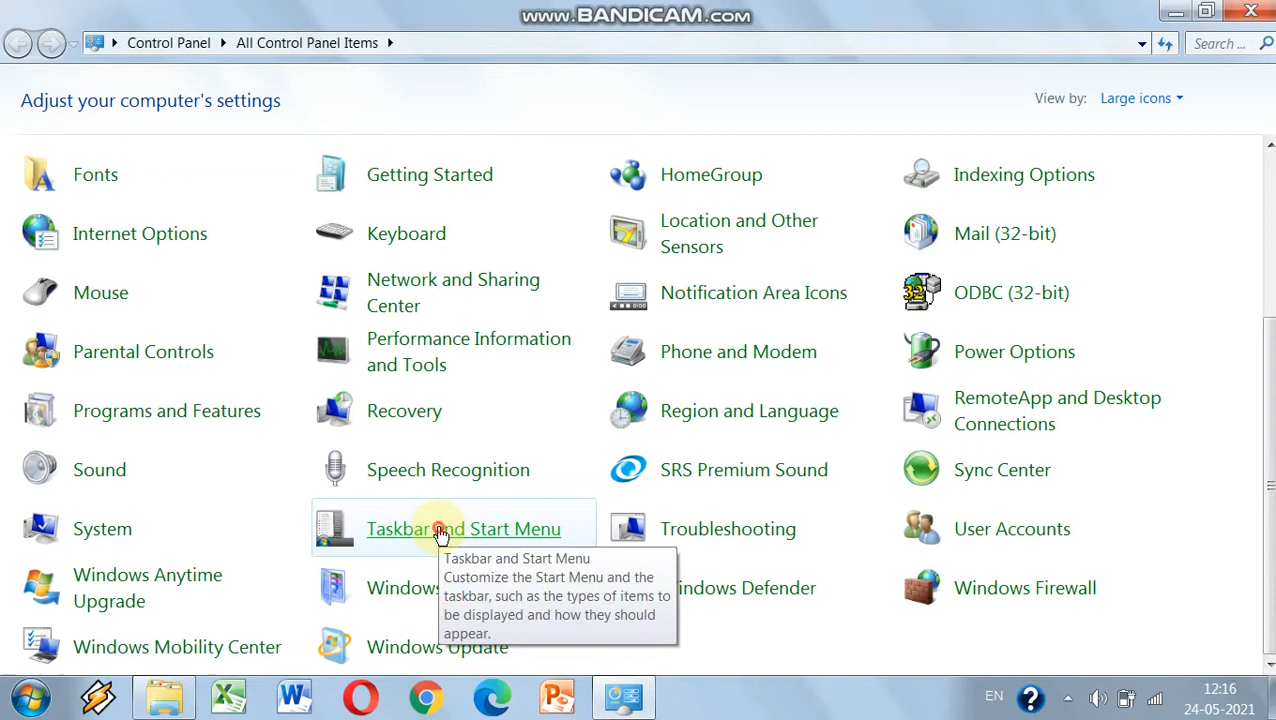 WWW.BANDICAM.COM
Control Panel
All Control Panel Items
Search ...
Adjust your computer's settings
View by:
Large icons
Fonts
Getting Started
HomeGroup
Indexing Options
Internet Options
Keyboard
Location and Other
Sensors
Mail (32-bit)
Mouse
Network and Sharing
Center
Notification Area Icons
32
ODBC (32-bit)
Parental Controls
Performance Information
and Tools
Phone and Modem
Power Options
Programs and Features
Recovery
Region and Language
RemoteApp and Desktop
Connections
Sound
Speech Recognition
SRS Premium Sound
Sync Center
System
Taskbar and Start Menu
Troubleshooting
User Accounts
Taskbar and Start Menu
Customize the Start Menu and the
taskbar, such as the types of items to
be displayed and how they should
appear.
Windows Anytime
Upgrade
Windows
Defender
Windows Firewall
Windows Mobility Center
Windows Update
EN
12:16
24-05-2021